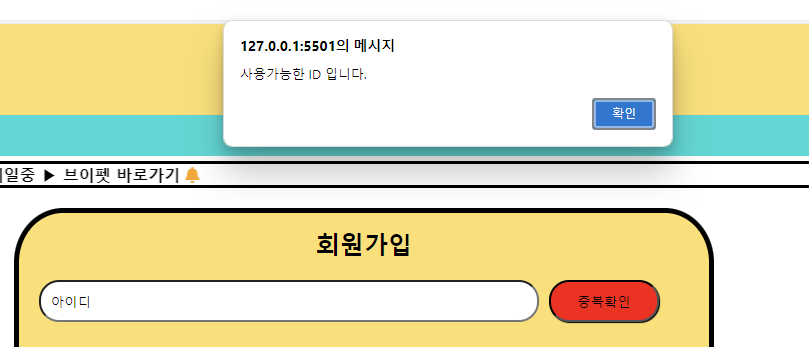 127.0.0.1:5501의 메시지
사용가능한 ID 입니다.
확인
일중 ▶ 브이펫 바로가기 🔔
회원가입
아이디
중복확인